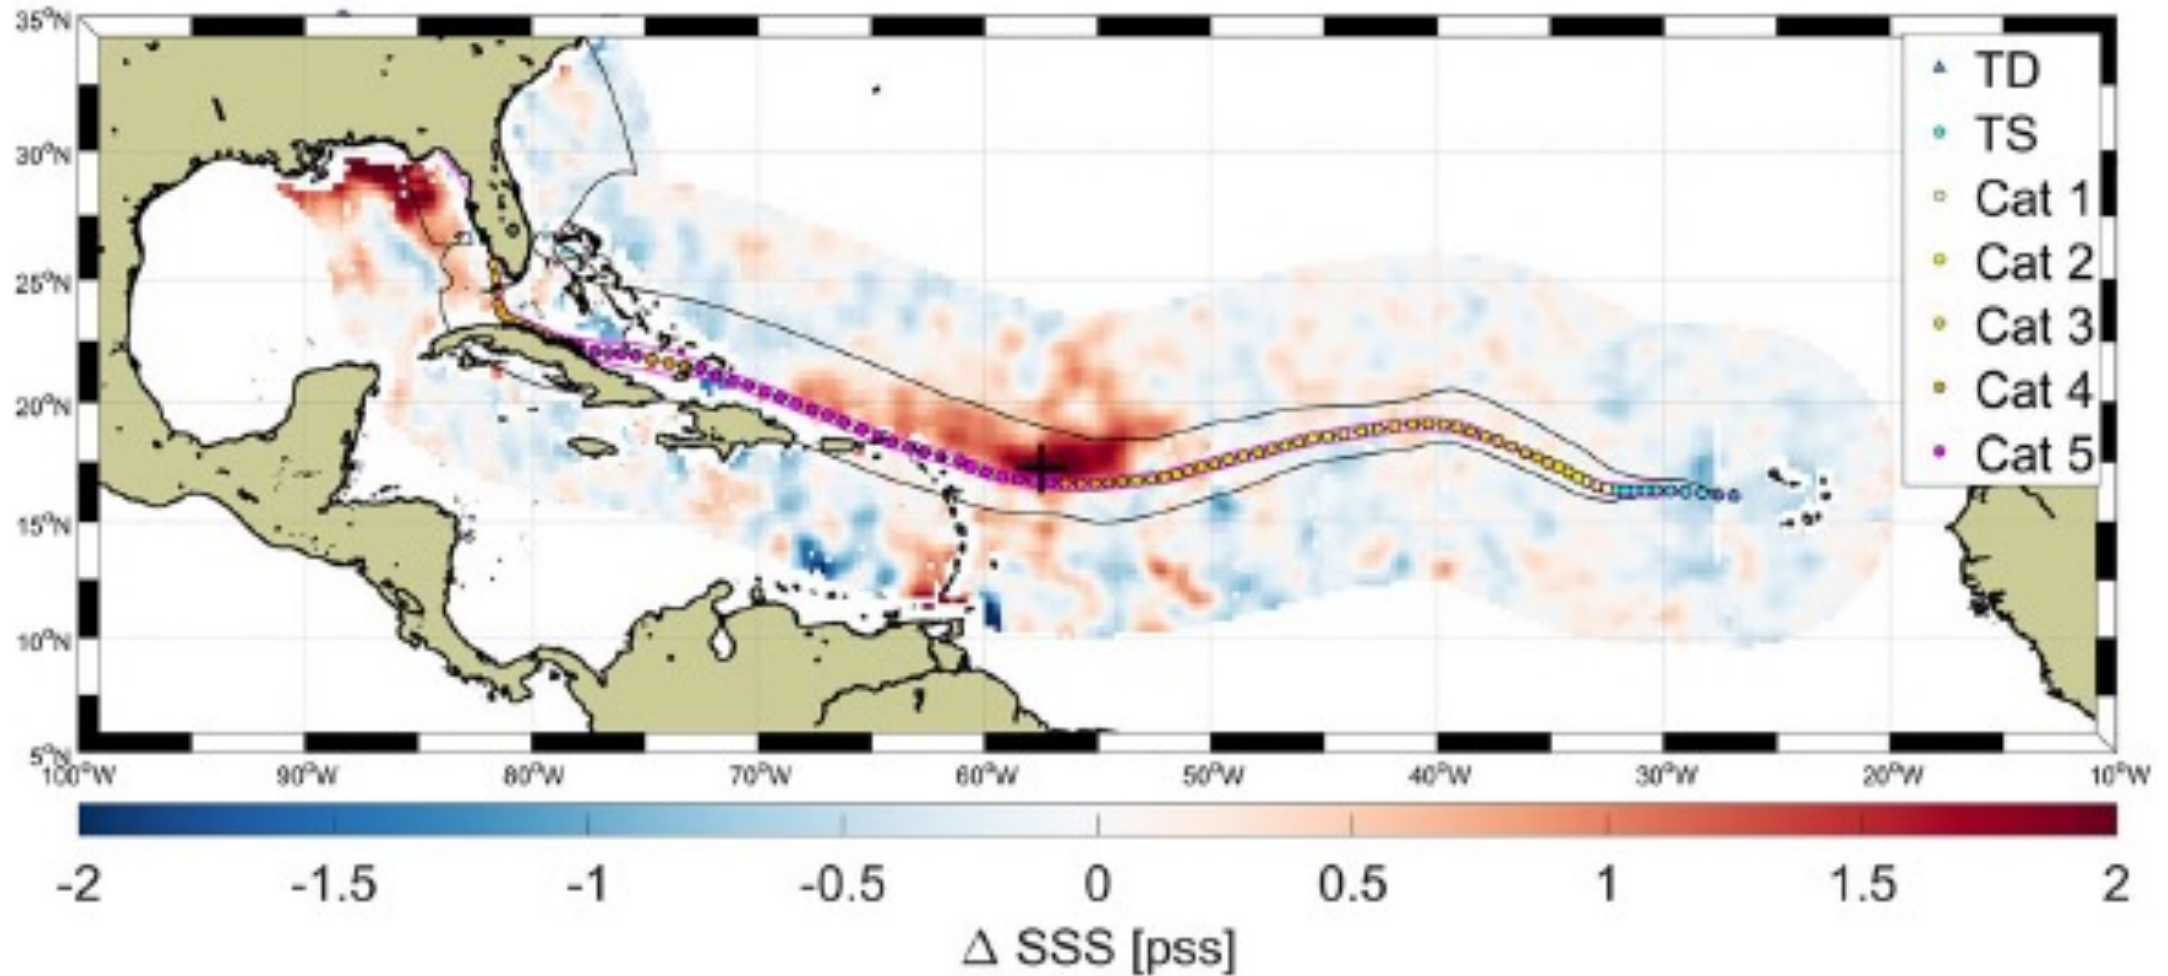 35°N
30°N
25°N
20°N
15°N
10°N
5°N
100°W 90°W 80°W 70°W 60°W 50°W 40°W 30°W 20°W 10°W
TD
TS
Cat 1
Cat 2
Cat 3
Cat 4
Cat 5
-2 -1.5 -1 -0.5 0 0.5 1 1.5 2
Δ SSS [pss]